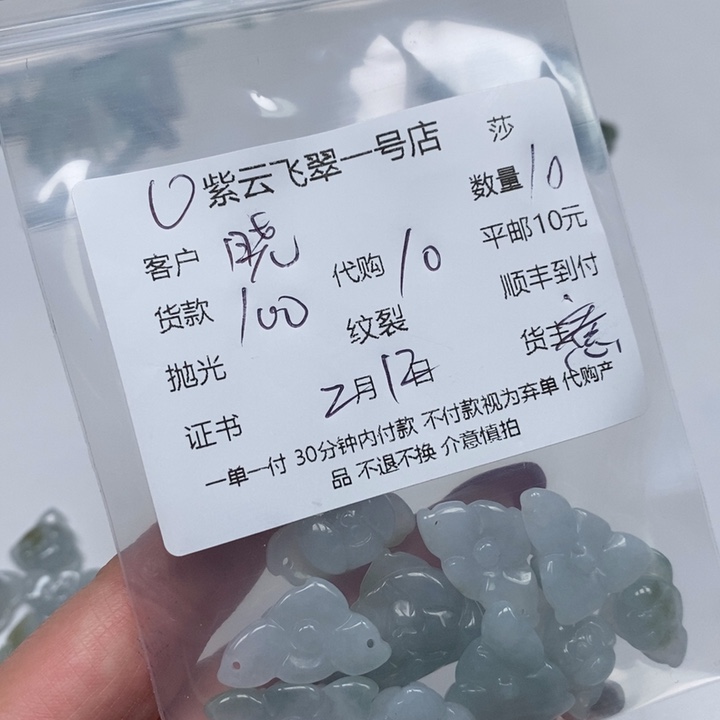 莎
U 紫云飞翠一号店
数量 10
客户 晓 代购 10 平邮10元
货款 100 纹裂 顺丰到付
抛光 货主
证书 2月12日
一单一付 30分钟内付款 不付款视为弃单 代购产
品 不退不换 介意慎拍